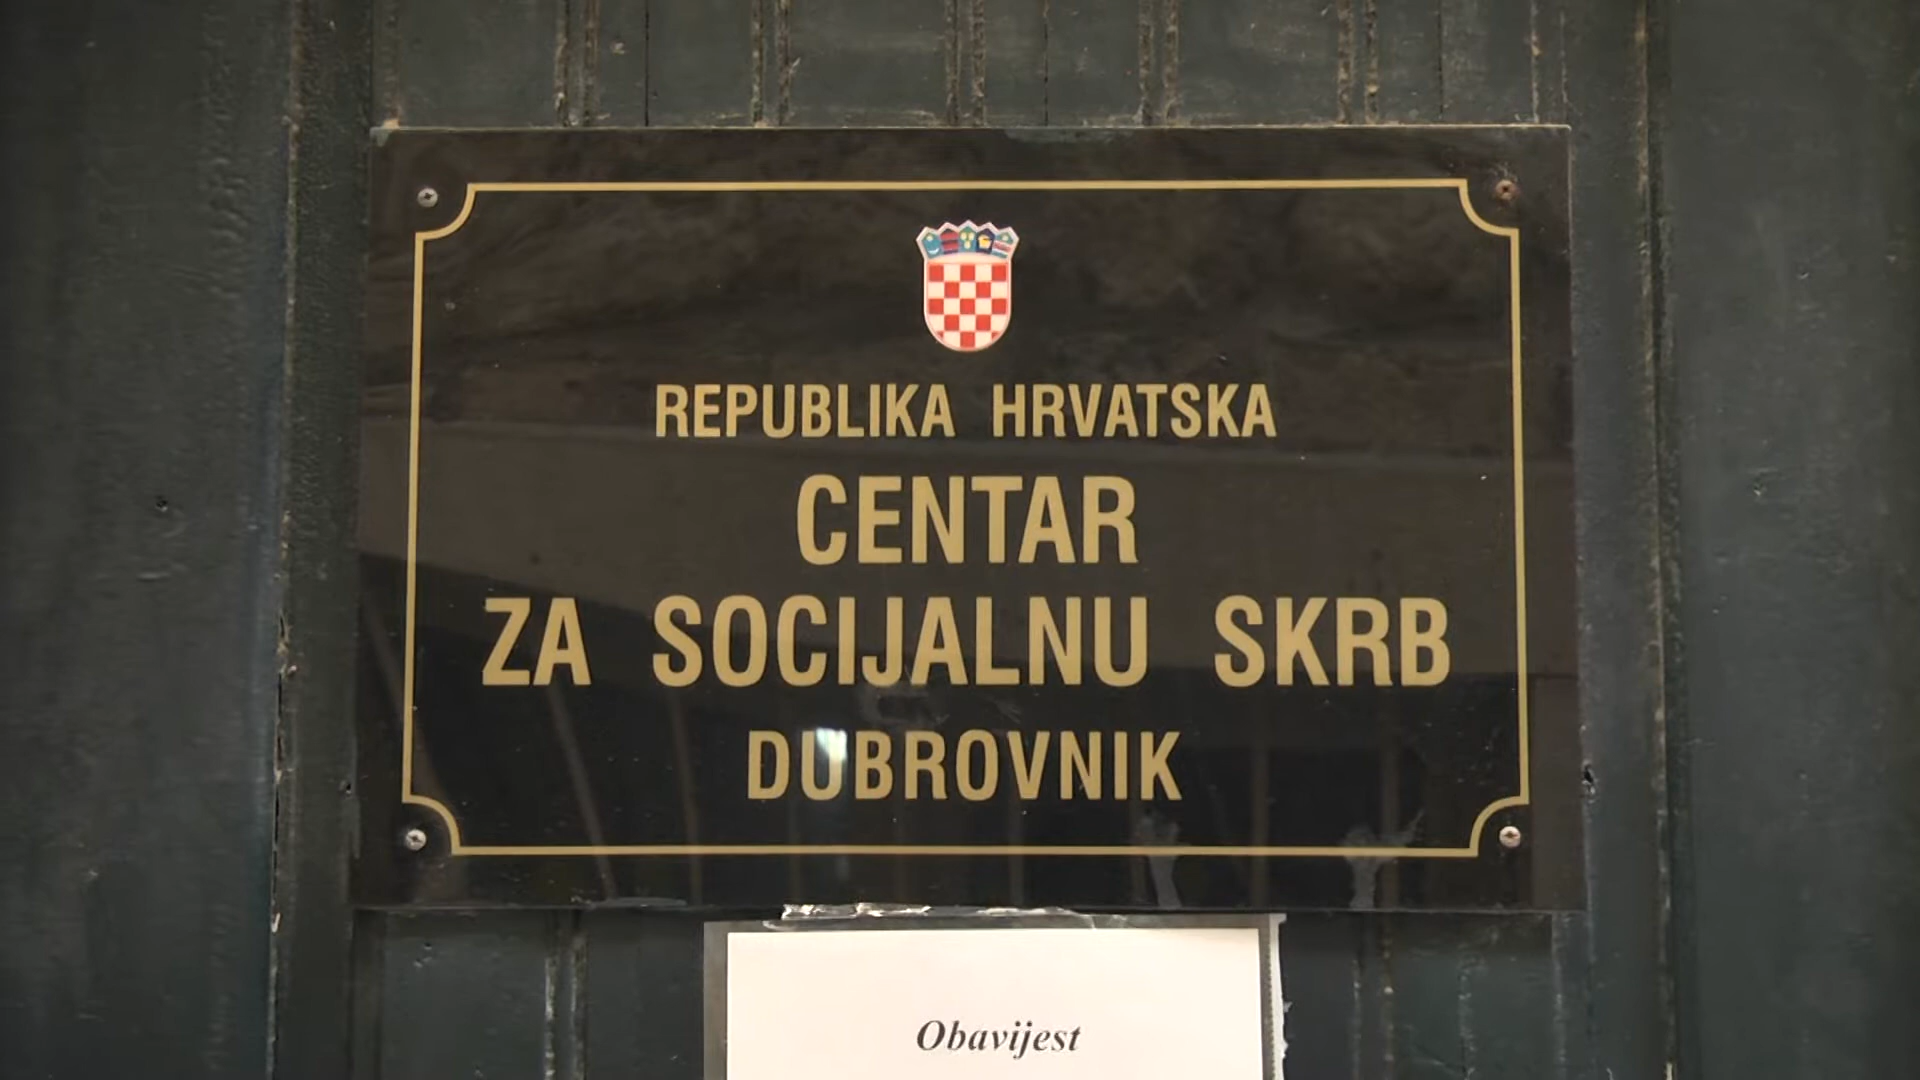 REPUBLIKA HRVATSKA
CENTAR
ZA SOCIJALNU SKRB
DUBROVNIK
Obavijest